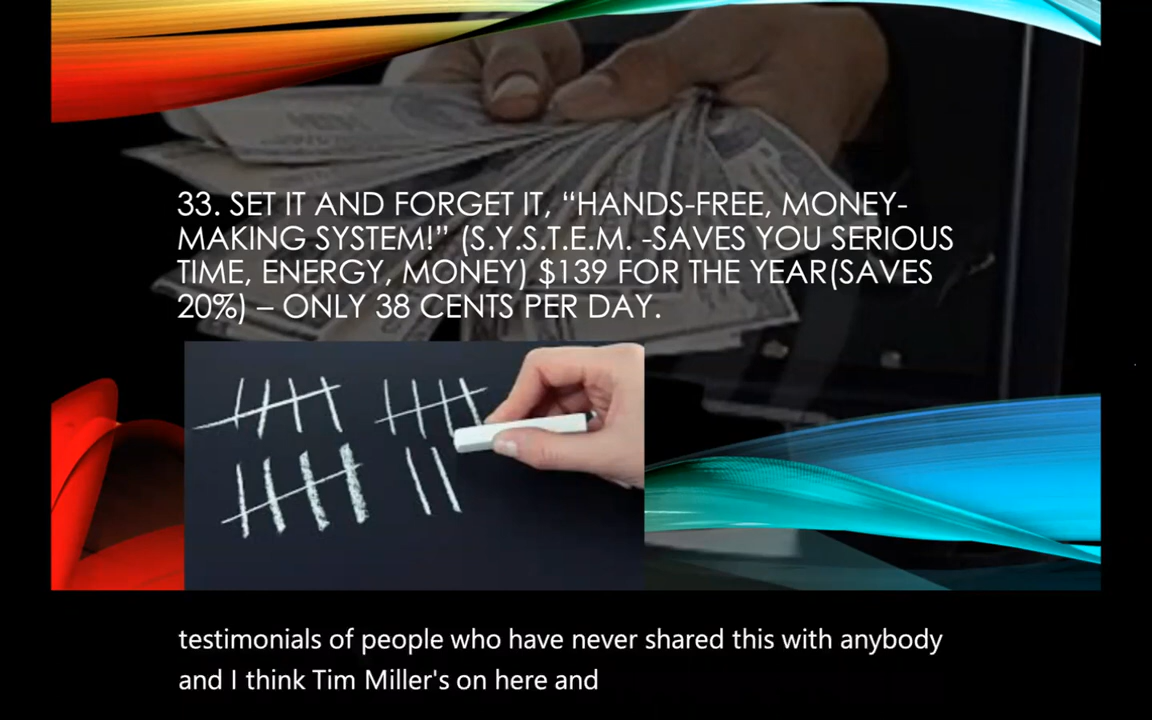 33. SET IT AND FORGET IT, “HANDS-FREE, MONEY-
MAKING SYSTEM!” (S.Y.S.T.E.M. -SAVES YOU SERIOUS
TIME, ENERGY, MONEY) $139 FOR THE YEAR(SAVES
20%) – ONLY 38 CENTS PER DAY.
testimonials of people who have never shared this with anybody
and I think Tim Miller's on here and